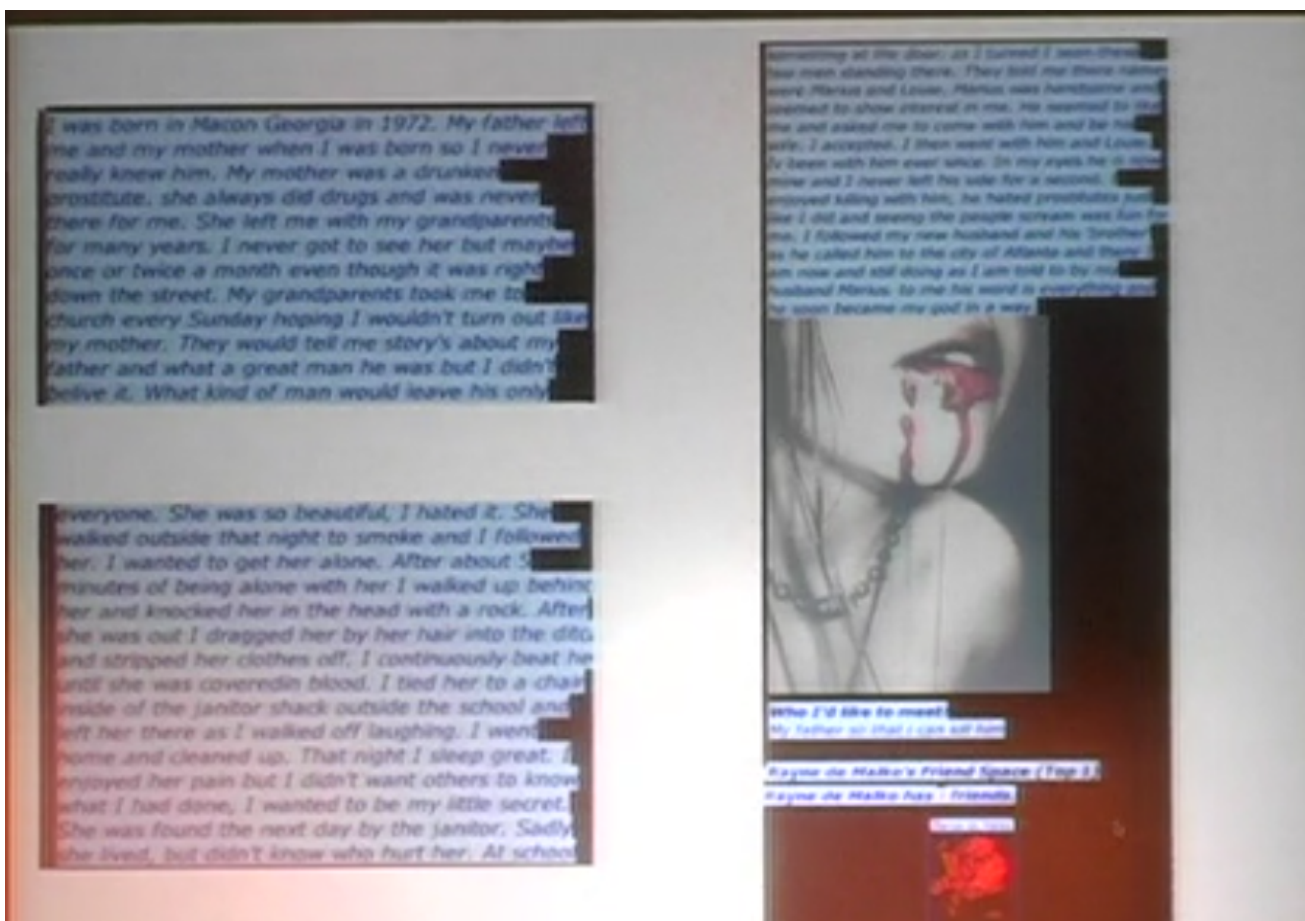 I was born in Macon Georgia in 1972. My father left
me and my mother when I was born so I never
really knew him. My mother was a drunken
prostitute, she always did drugs and was never
there for me. She left me with my grandparents
for many years. I never got to see her but maybe
once or twice a month even though it was right
down the street. My grandparents took me to
church every Sunday hoping I wouldn't turn out like
my mother. They would tell me story's about my
father and what a great man he was but I didn't
belive it. What kind of man would leave his only
everyone. She was so beautiful, I hated it. She
walked outside that night to smoke and I followed
her. I wanted to get her alone. After about 5
minutes of being alone with her I walked up behind
her and knocked her in the head with a rock. After
she was out I dragged her by her hair into the ditc
and stripped her clothes off. I continuously beat he
until she was coveredin blood. I tied her to a chair
inside of the janitor shack outside the school and
left her there as I walked off laughing. I went
home and cleaned up. That night I sleep great. I
enjoyed her pain but I didn't want others to know
what I had done, I wanted to be my little secret.
She was found the next day by the janitor. Sadly
she lived, but didn't know who hurt her. At school
something at the door, as I turned I seen these
two men standing there. They told me there names
were Marius and Louie, Marius was handsome and
seemed to show interest in me. He seemed to like
me and asked me to come with him and be his
wife. I accepted. I then went with him and Louie.
Iv been with him ever since. In my eyes he is now
mine and I never left his side for a second. I
enjoyed killing with him, he hated prostitutes just
like I did and seeing the people scream was fun for
me. I followed my new husband and his 'brother'
as he called him to the city of Atlanta and there I
am now and still doing as I am told to by my
husband Marius. to me his word is everything and
he soon became my god in a way
Who I'd like to meet:
My father so that i can kill him
Rayne de Malko's Friend Space (Top 1)
Rayne de Malko has friends.